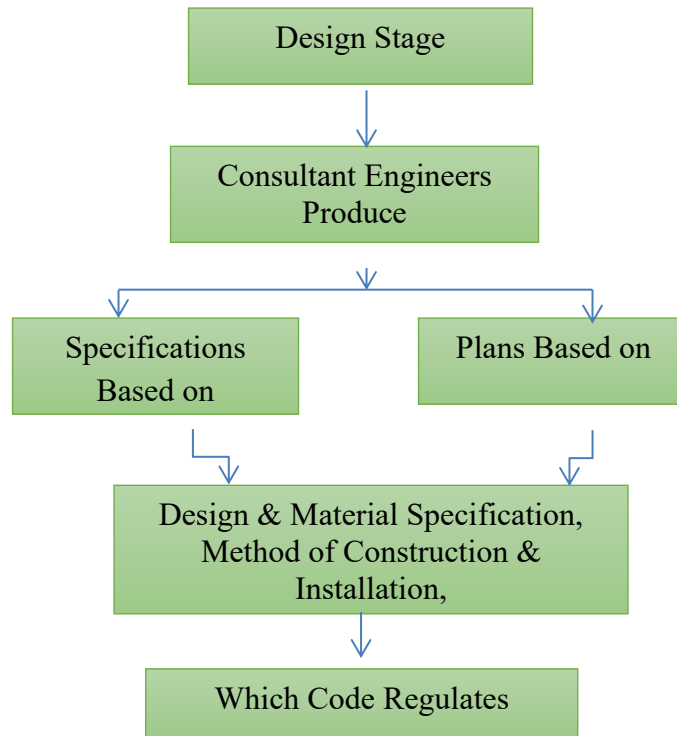 Design Stage
Consultant Engineers
Produce
Specifications
Based on
Plans Based on
Design & Material Specification,
Method of Construction &
Installation,
Which Code Regulates